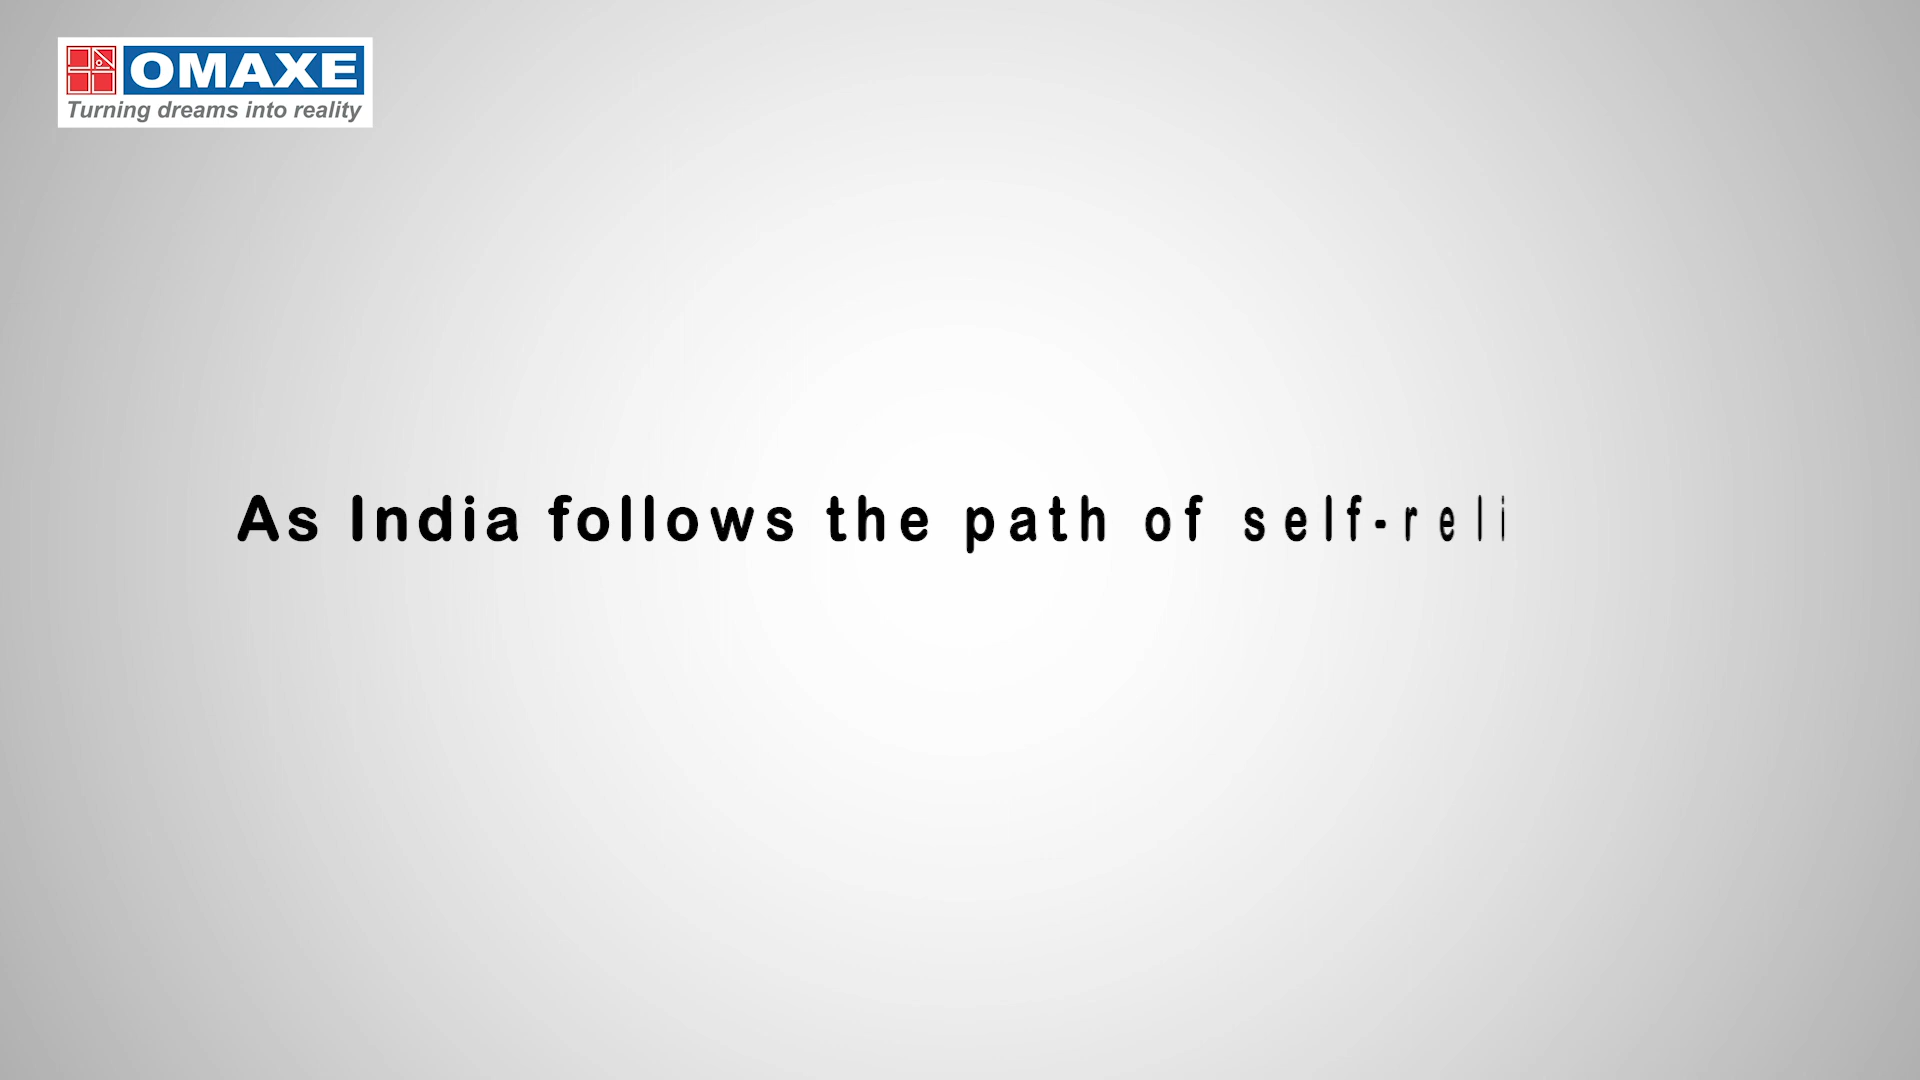 OMAXE
Turning dreams into reality
As India follows the path of self-reli